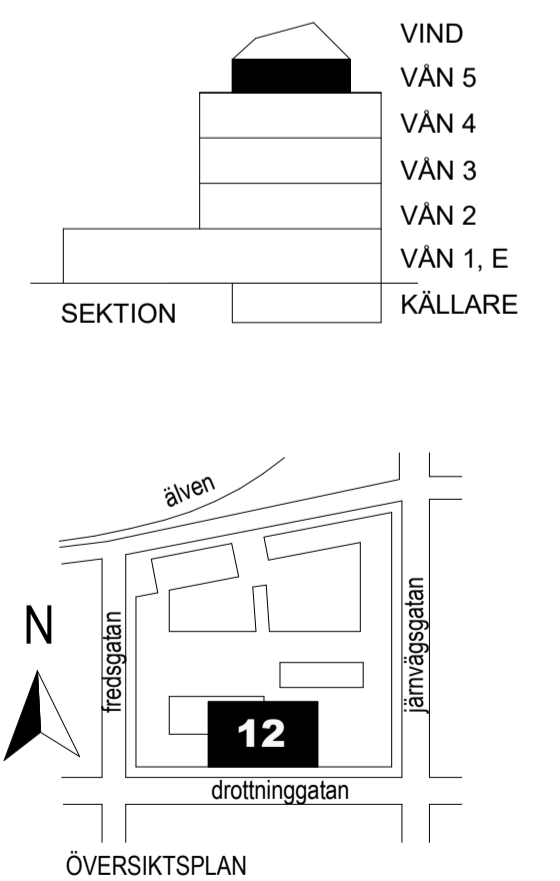 VIND
VÅN 5
VÅN 4
VÅN 3
VÅN 2
VÅN 1, E
SEKTION
KÄLLARE
älven
N
fredsgatan
järnvägsgatan
12
drottninggatan
ÖVERSIKTSPLAN